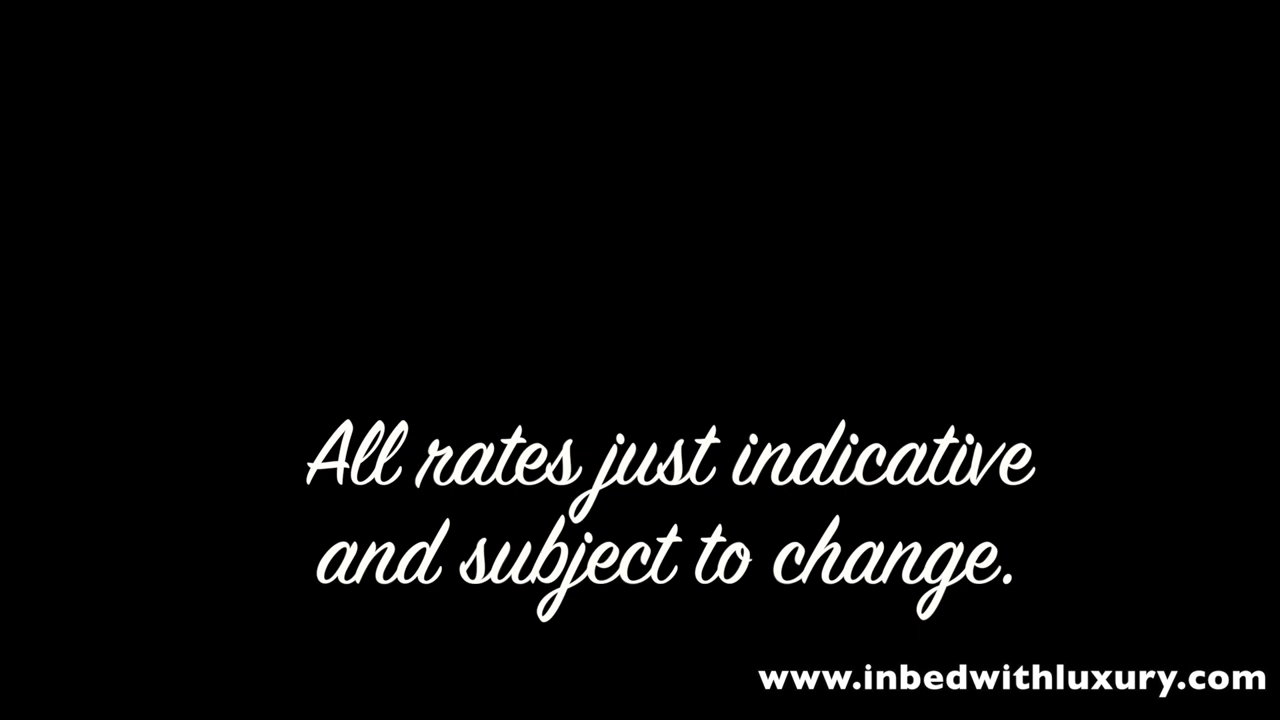 All rates just indicative
and subject to change.
www.inbedwithluxury.com